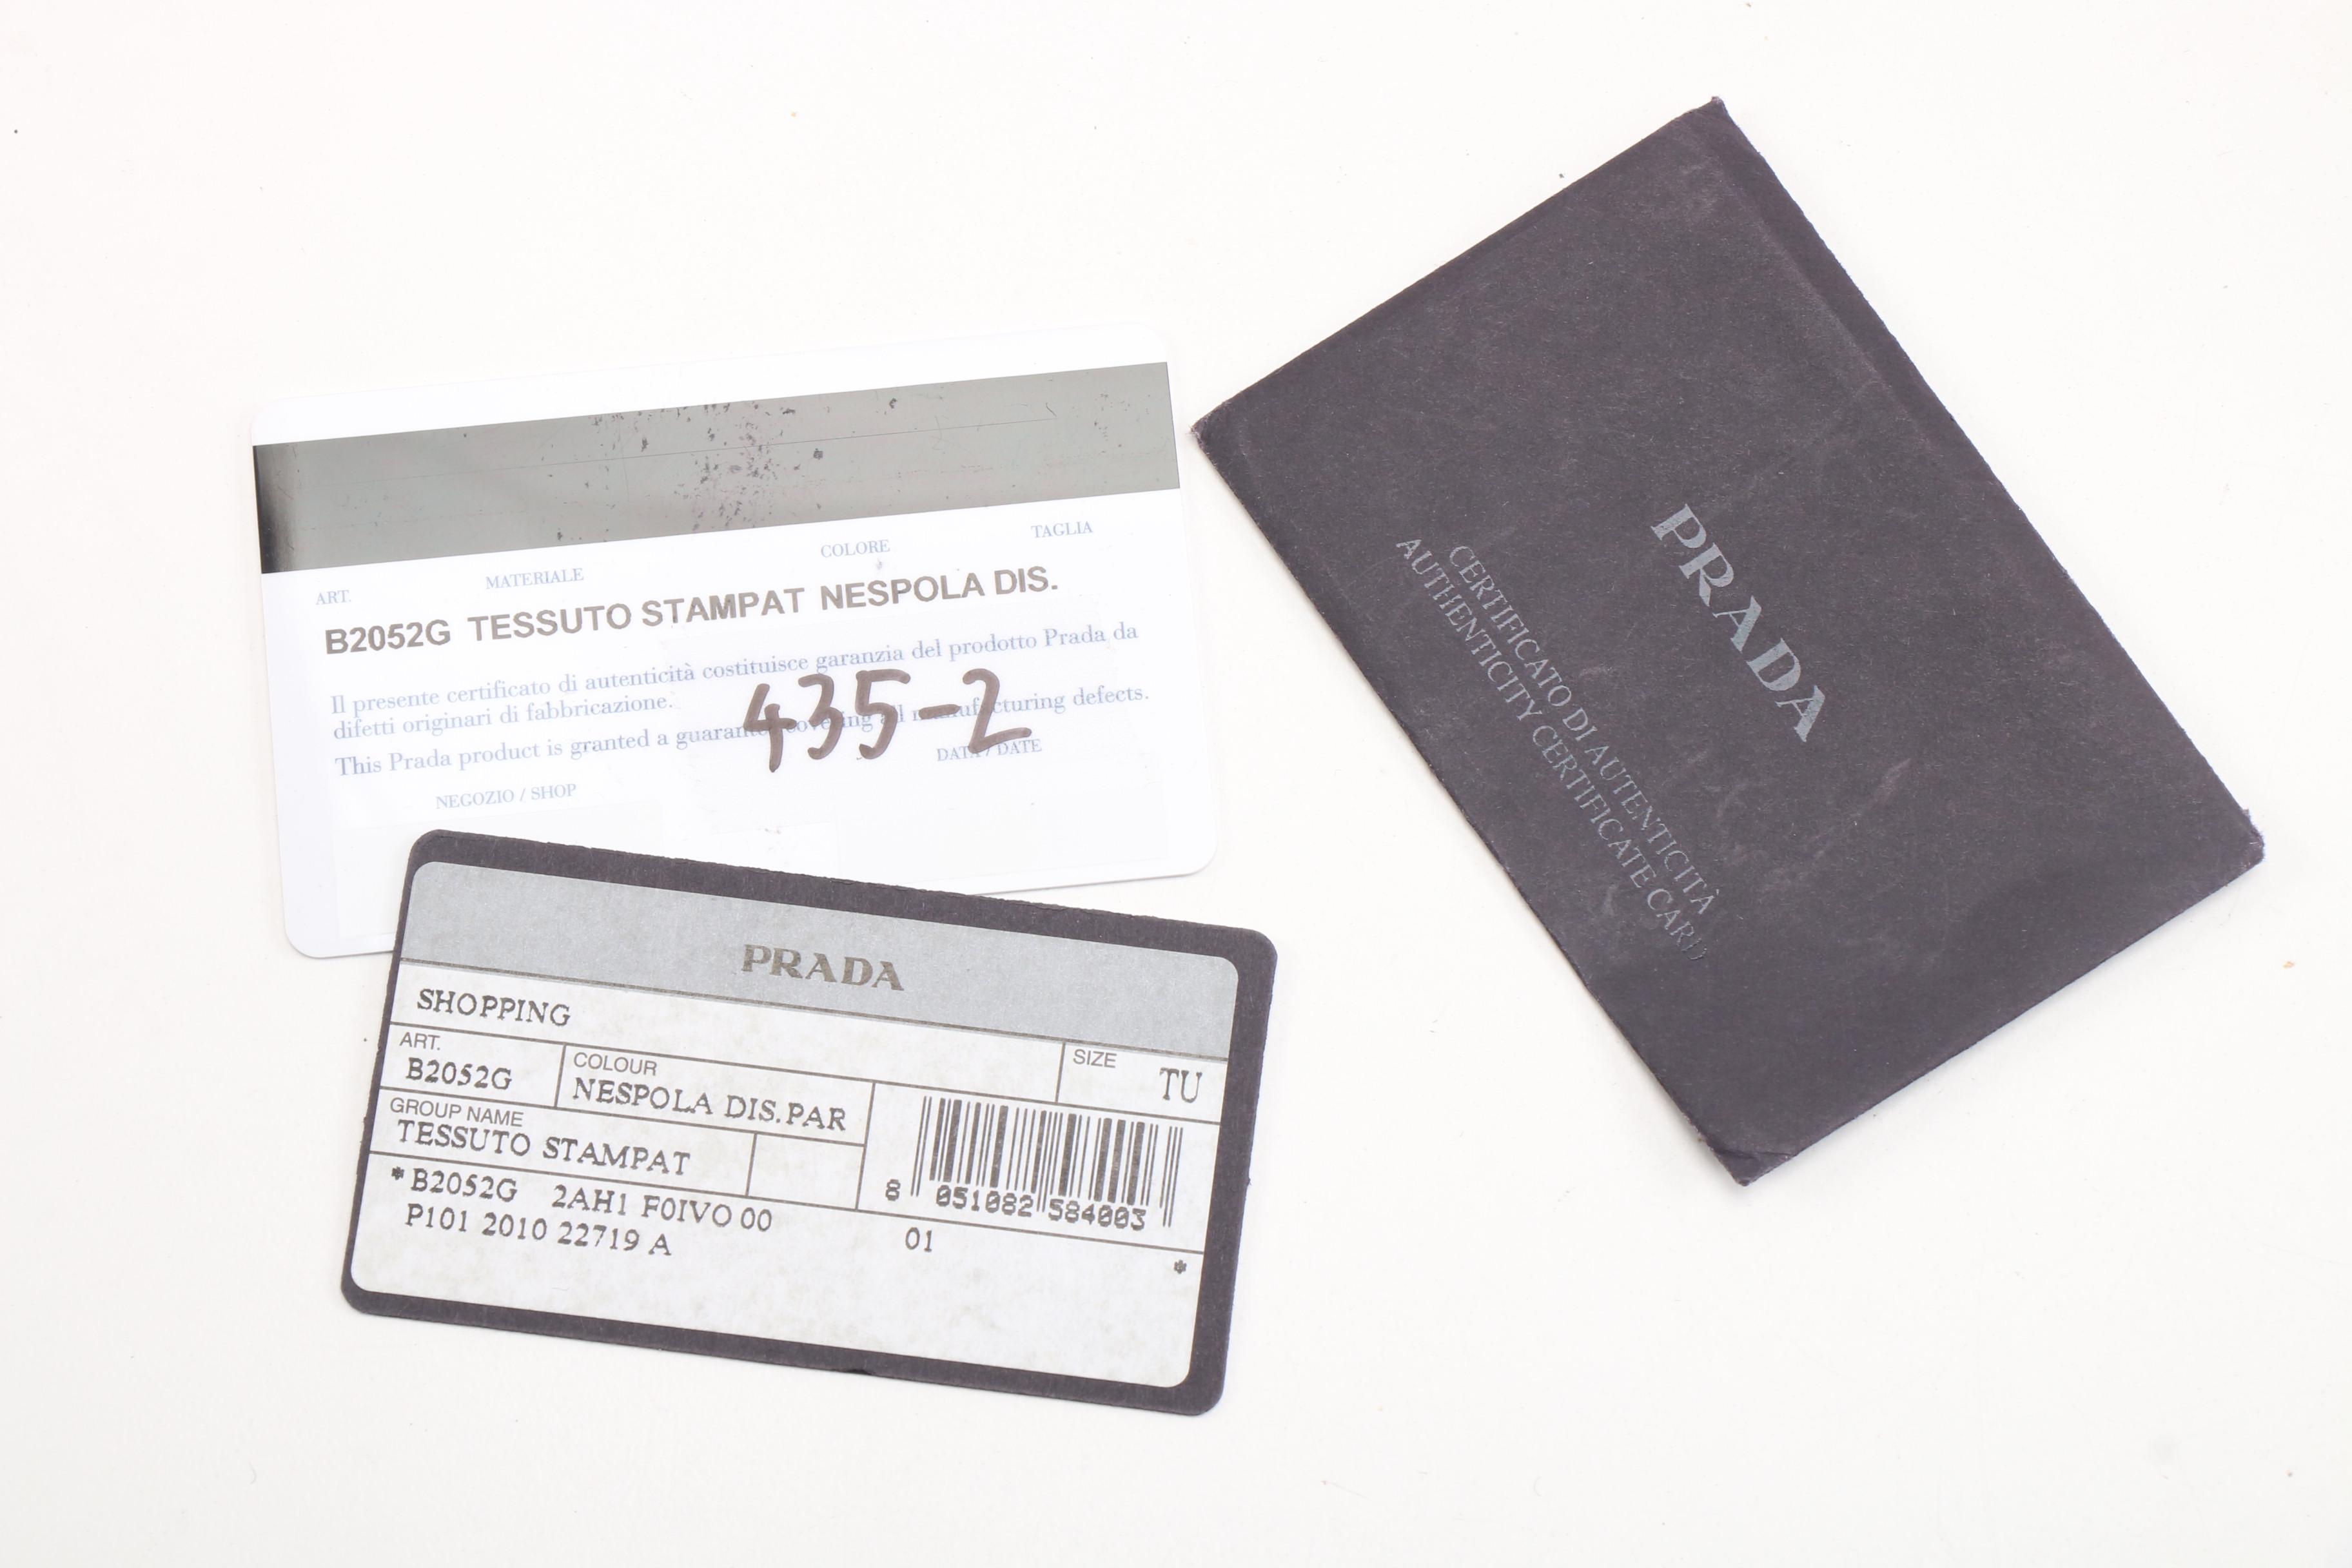 ART. MATERIALE COLORE TAGLIA
B2052G TESSUTO STAMPAT NESPOLA DIS.
Il presente certificato di autenticità costituisce garanzia del prodotto Prada da
difetti originari di fabbricazione.
435-2
This Prada product is granted a guarantee covering all manufacturing defects.
NEGOZIO / SHOP DATA / DATE
PRADA
SHOPPING
ART. COLOUR SIZE
B2052G NESPOLA DIS.PAR TU
GROUP NAME
TESSUTO STAMPAT
*B2052G 2AH1 F0IVO 00
P101 2010 22719 A 01 *
8 051082 584003
PRADA
CERTIFICATO DI AUTENTICITÀ
AUTHENTICITY CERTIFICATE CARD